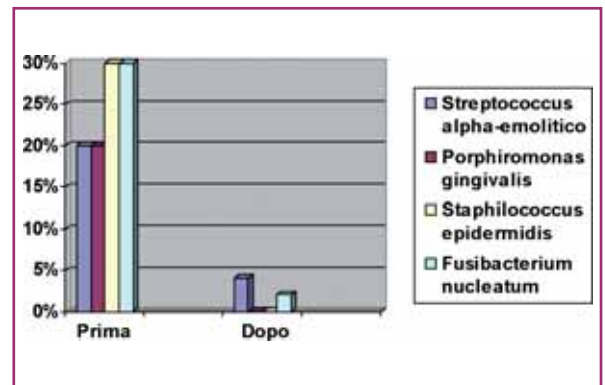 30%
25%
20%
15%
10%
5%
0%
Prima
Dopo
Streptococcus
alpha-emolitico
Porphiromonas
gingivalis
Staphilococcus
epidermidis
Fusibacterium
nucleatum